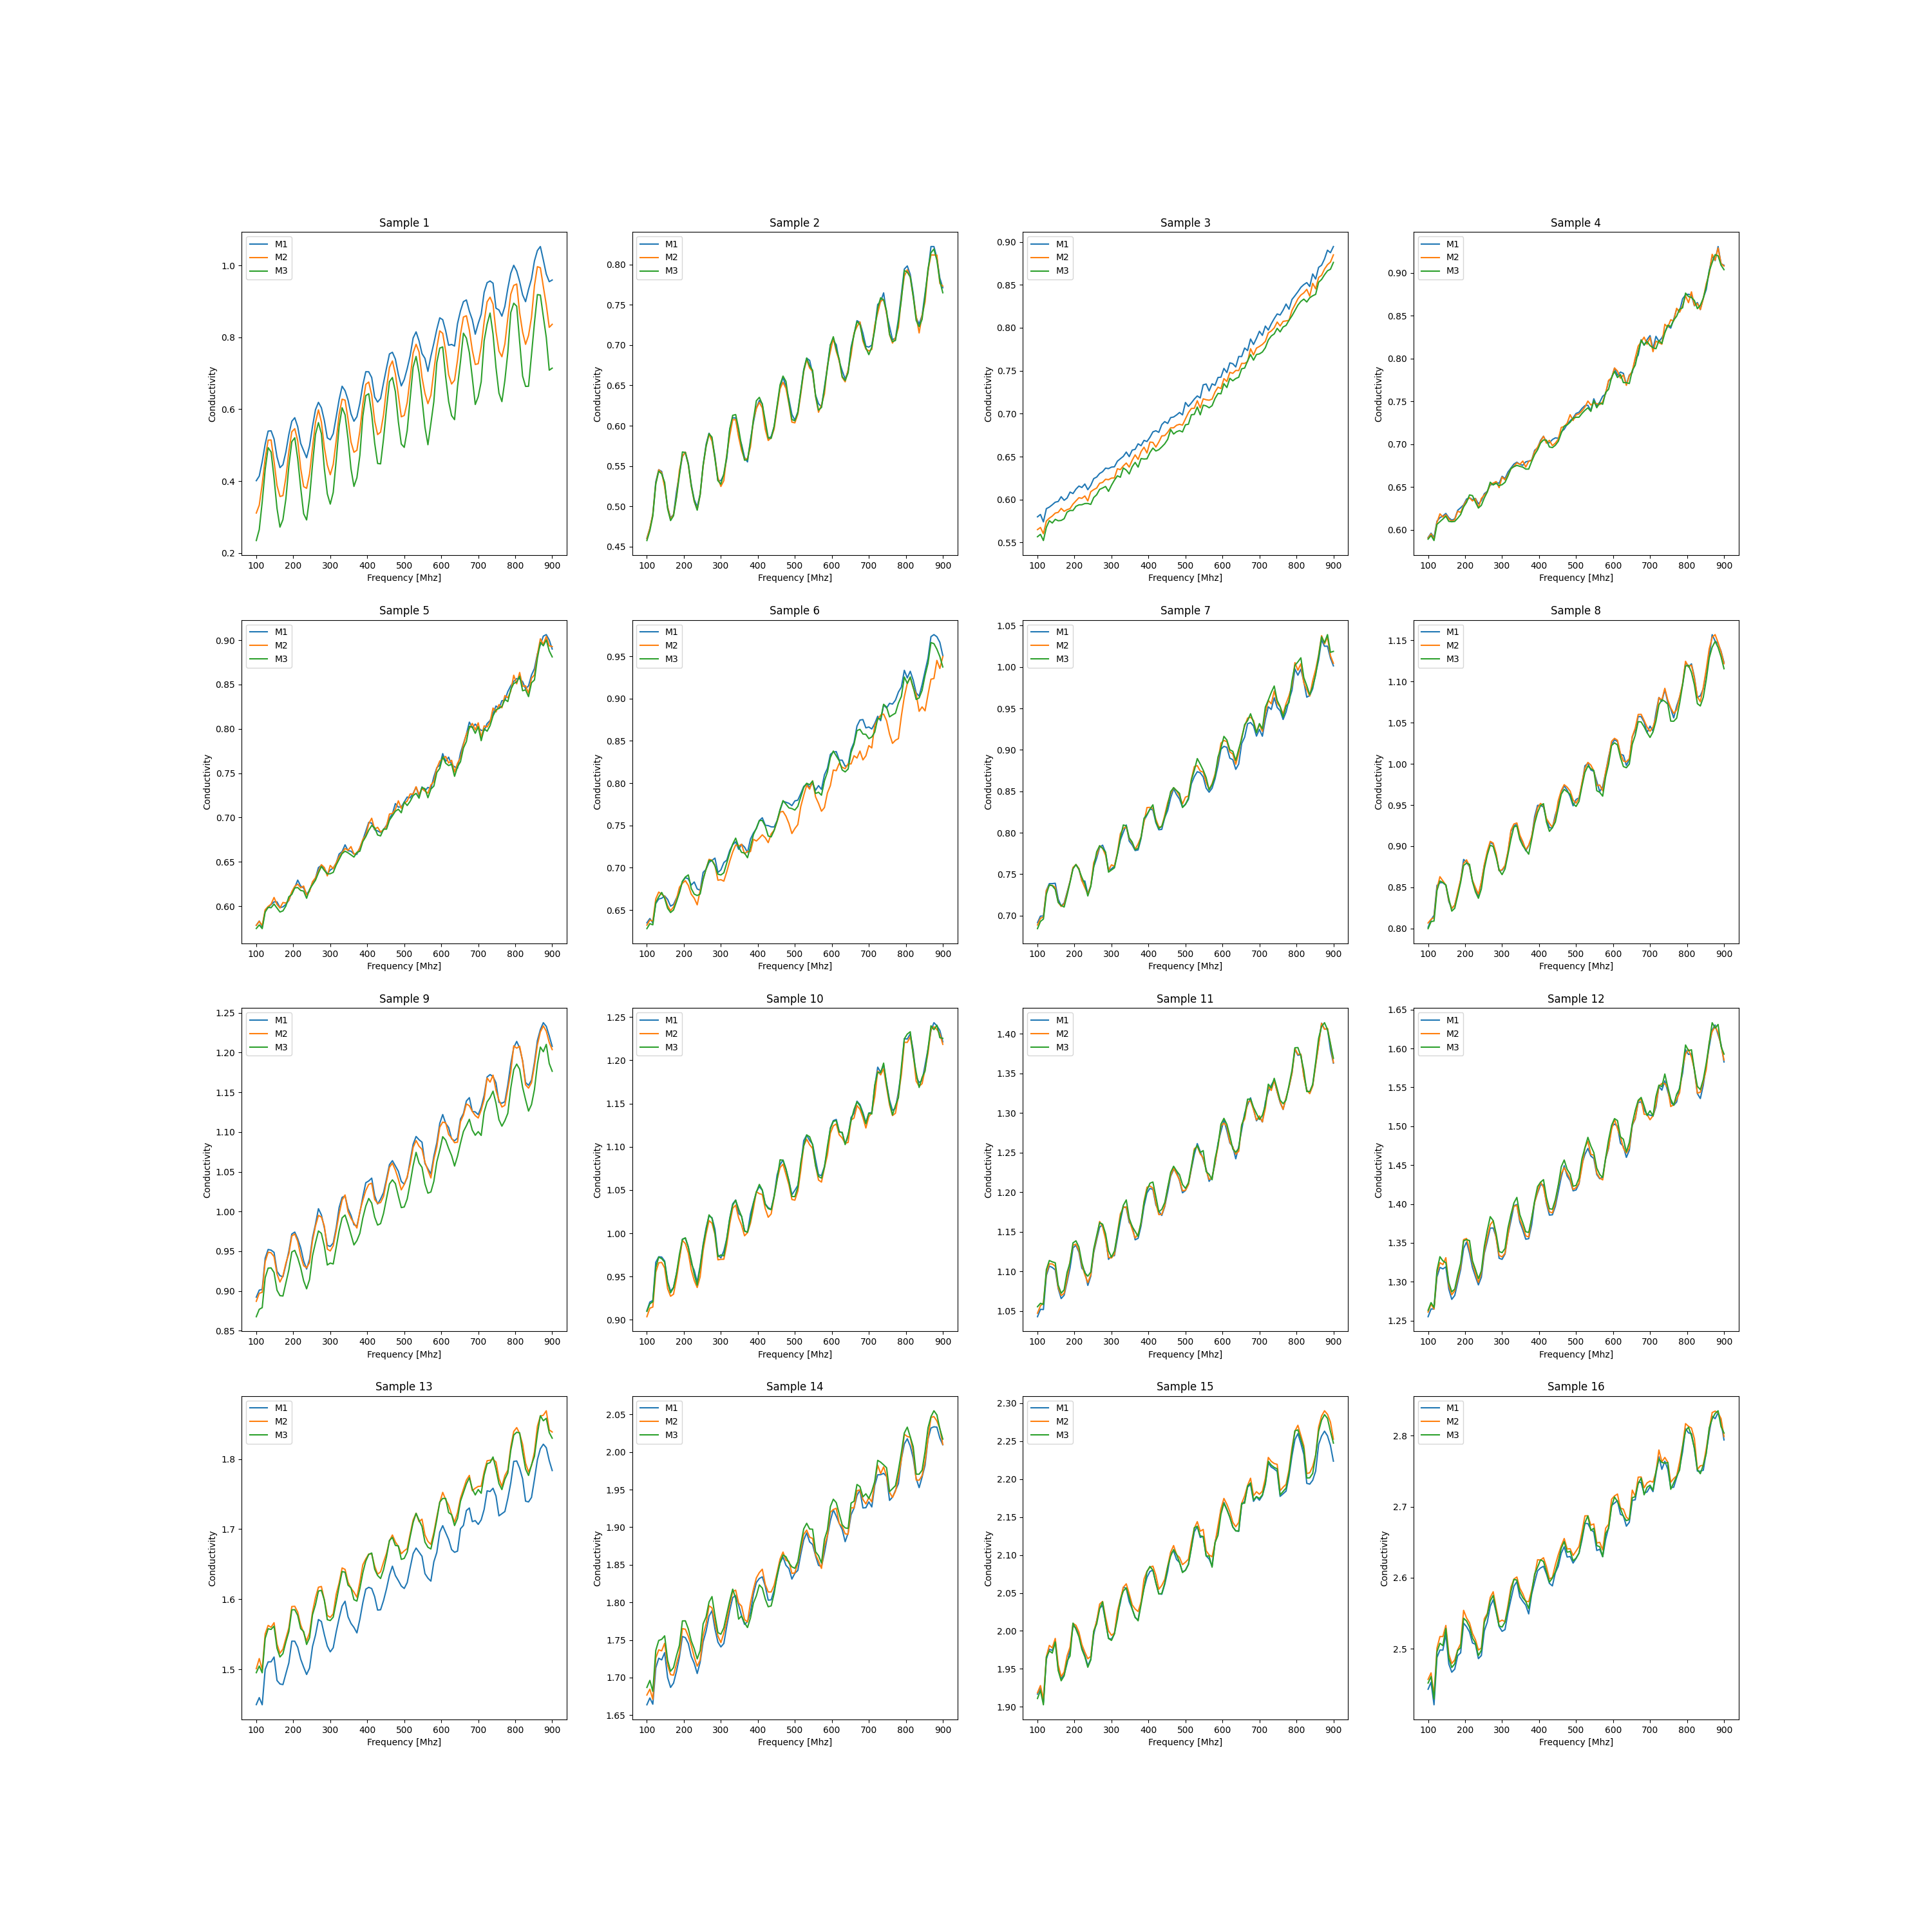 Sample 1
M1
M2
M3
1.0
0.8
0.6
0.4
0.2
Conductivity
100 200 300 400 500 600 700 800 900
Frequency [Mhz]
Sample 2
M1
M2
M3
0.80
0.75
0.70
0.65
0.60
0.55
0.50
0.45
Conductivity
100 200 300 400 500 600 700 800 900
Frequency [Mhz]
Sample 3
M1
M2
M3
0.90
0.85
0.80
0.75
0.70
0.65
0.60
0.55
Conductivity
100 200 300 400 500 600 700 800 900
Frequency [Mhz]
Sample 4
M1
M2
M3
0.90
0.85
0.80
0.75
0.70
0.65
0.60
Conductivity
100 200 300 400 500 600 700 800 900
Frequency [Mhz]
Sample 5
M1
M2
M3
0.90
0.85
0.80
0.75
0.70
0.65
0.60
Conductivity
100 200 300 400 500 600 700 800 900
Frequency [Mhz]
Sample 6
M1
M2
M3
0.95
0.90
0.85
0.80
0.75
0.70
0.65
Conductivity
100 200 300 400 500 600 700 800 900
Frequency [Mhz]
Sample 7
M1
M2
M3
1.05
1.00
0.95
0.90
0.85
0.80
0.75
0.70
Conductivity
100 200 300 400 500 600 700 800 900
Frequency [Mhz]
Sample 8
M1
M2
M3
1.15
1.10
1.05
1.00
0.95
0.90
0.85
0.80
Conductivity
100 200 300 400 500 600 700 800 900
Frequency [Mhz]
Sample 9
M1
M2
M3
1.25
1.20
1.15
1.10
1.05
1.00
0.95
0.90
0.85
Conductivity
100 200 300 400 500 600 700 800 900
Frequency [Mhz]
Sample 10
M1
M2
M3
1.25
1.20
1.15
1.10
1.05
1.00
0.95
0.90
Conductivity
100 200 300 400 500 600 700 800 900
Frequency [Mhz]
Sample 11
M1
M2
M3
1.40
1.35
1.30
1.25
1.20
1.15
1.10
1.05
Conductivity
100 200 300 400 500 600 700 800 900
Frequency [Mhz]
Sample 12
M1
M2
M3
1.65
1.60
1.55
1.50
1.45
1.40
1.35
1.30
1.25
Conductivity
100 200 300 400 500 600 700 800 900
Frequency [Mhz]
Sample 13
M1
M2
M3
1.8
1.7
1.6
1.5
Conductivity
100 200 300 400 500 600 700 800 900
Frequency [Mhz]
Sample 14
M1
M2
M3
2.05
2.00
1.95
1.90
1.85
1.80
1.75
1.70
1.65
Conductivity
100 200 300 400 500 600 700 800 900
Frequency [Mhz]
Sample 15
M1
M2
M3
2.30
2.25
2.20
2.15
2.10
2.05
2.00
1.95
1.90
Conductivity
100 200 300 400 500 600 700 800 900
Frequency [Mhz]
Sample 16
M1
M2
M3
2.8
2.7
2.6
2.5
Conductivity
100 200 300 400 500 600 700 800 900
Frequency [Mhz]